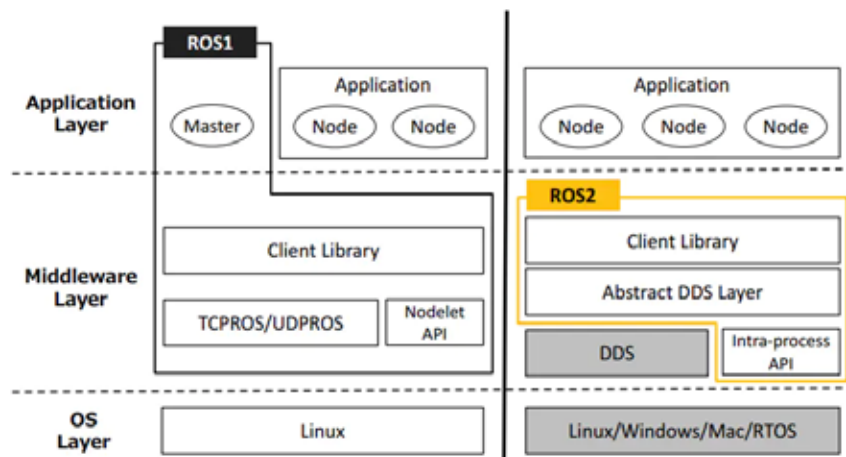 ROS1
Application
Layer
Master
Application
Node
Node
Application
Node
Node
Node
Middleware
Layer
Client Library
TCPROS/UDPROS
Nodelet
API
ROS2
Client Library
Abstract DDS Layer
DDS
Intra-process
API
OS
Layer
Linux
Linux/Windows/Mac/RTOS